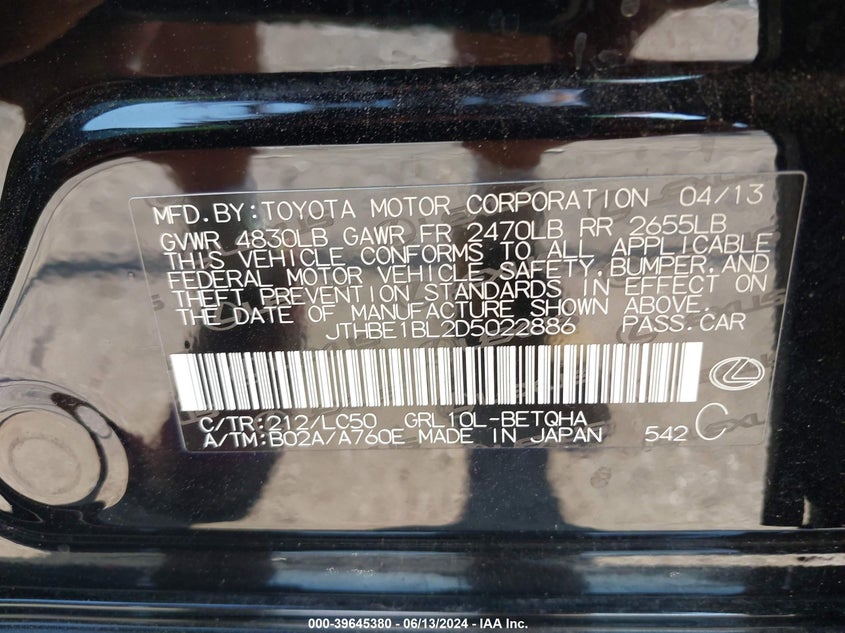 MFD. BY: TOYOTA MOTOR CORPORATION 04/13
GVWR 4830LB GAWR FR 2470LB RR 2655LB
THIS VEHICLE CONFORMS TO ALL APPLICABLE
FEDERAL MOTOR VEHICLE SAFETY, BUMPER, AND
THEFT PREVENTION STANDARDS IN EFFECT ON
THE DATE OF MANUFACTURE SHOWN ABOVE.
JTHBE1BL2D5022886 PASS. CAR
C/TR: 212/LC50 GRL10L-BETQHA
A/TM: B02A/A760E MADE IN JAPAN 542 C
000-39645380 - 06/13/2024 - IAA Inc.